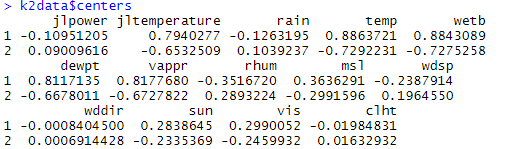 > k2data$centers
jlpower jltemperature rain temp wetb
1 -0.10951205 0.7940277 -0.1263195 0.8863721 0.8843089
2 0.09009616 -0.6532509 0.1039237 -0.7292231 -0.7275258
dewpt vappr rhum msl wdsp
1 0.8117135 0.8177680 -0.3516720 0.3636291 -0.2387914
2 -0.6678011 -0.6727822 0.2893224 -0.2991596 0.1964550
wddir sun vis clht
1 -0.0008404500 0.2838645 0.2990052 -0.01984831
2 0.0006914428 -0.2335369 -0.2459932 0.01632932